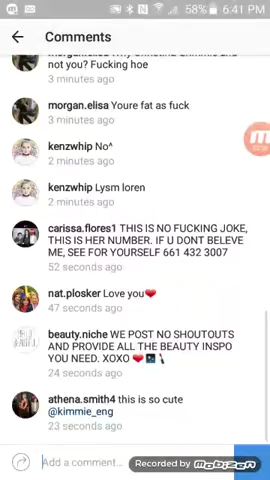 58% 6:41 PM
Comments
not you? Fucking hoe
3 minutes ago
morgan.elisa Youre fat as fuck
3 minutes ago
kenzwhip No^
2 minutes ago
kenzwhip Lysm loren
2 minutes ago
carissa.flores1 THIS IS NO FUCKING JOKE,
THIS IS HER NUMBER. IF U DONT BELEVE
ME, SEE FOR YOURSELF 661 432 3007
52 seconds ago
nat.plosker Love you❤
47 seconds ago
beauty.niche WE POST NO SHOUTOUTS
AND PROVIDE ALL THE BEAUTY INSPO
YOU NEED. XOXO ❤
24 seconds ago
athena.smith4 this is so cute
@kimmie_eng
23 seconds ago
Add a comment...
Recorded by Mobizen